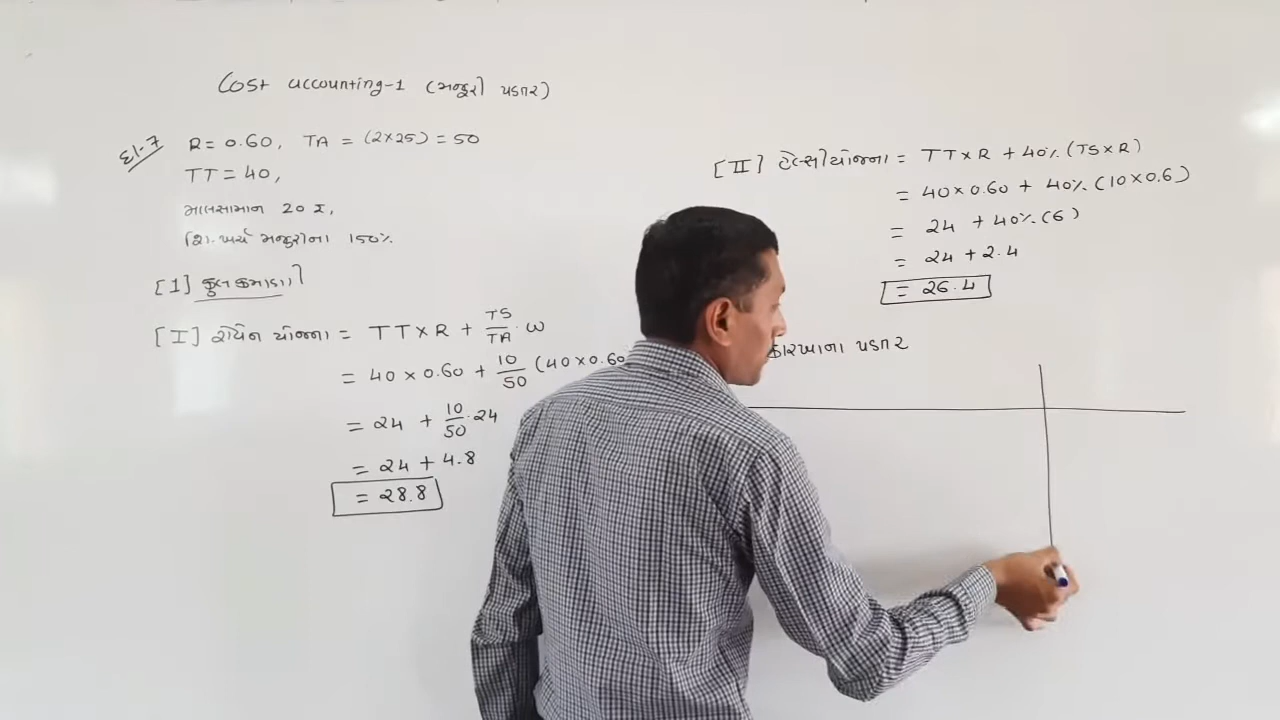 Cost accounting-1 (મજૂરી પડતર)
દા.7 R = 0.60, TA = (2×25) = 50
TT = 40,
માલસામાન 20 રૂ,
શિ. ખર્ચ મજૂરીના 150%
[1] કુલ કમાણી
[I] રોવેન યોજના = TT×R + TS/TA · W
= 40 × 0.60 + 10/50 (40×0.60
= 24 + 10/50 · 24
= 24 + 4.8
= 28.8
[II] હેલ્સી યોજના = TT×R + 40% (TS×R)
= 40×0.60 + 40% (10×0.6)
= 24 + 40% (6)
= 24 + 2.4
= 26.4
કારખાના પડતર